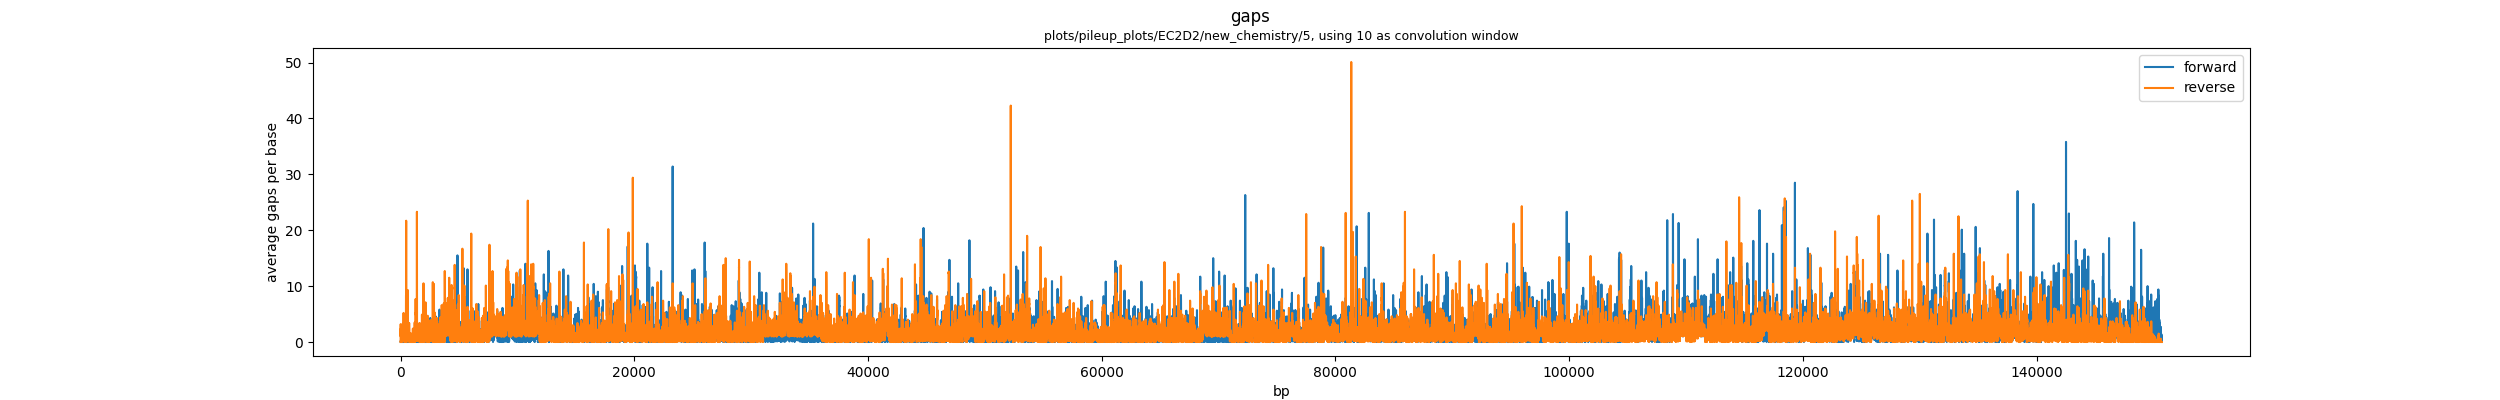 gaps
plots/pileup_plots/EC2D2/new_chemistry/5, using 10 as convolution window
forward
reverse
average gaps per base
50
40
30
20
10
0
0 20000 40000 60000 80000 100000 120000 140000
bp